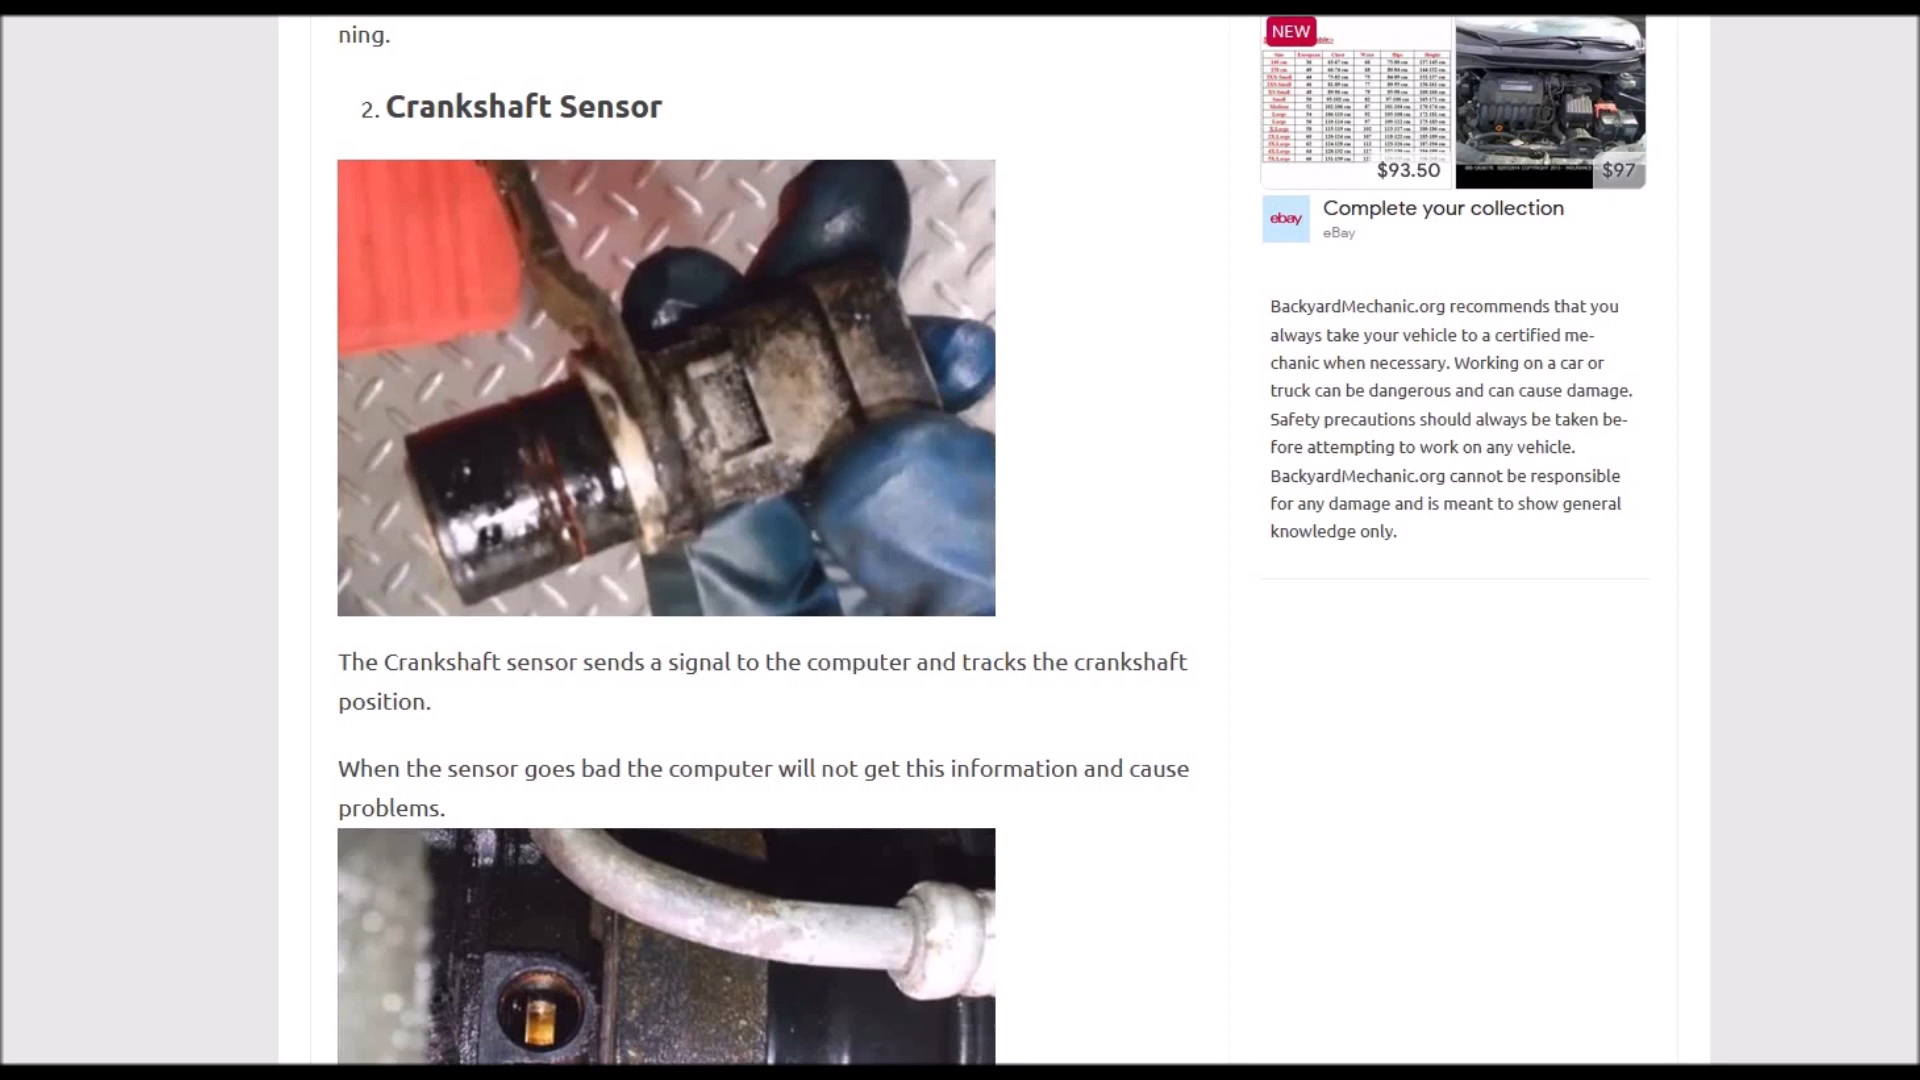 ning.
2. Crankshaft Sensor
The Crankshaft sensor sends a signal to the computer and tracks the crankshaft
position.
When the sensor goes bad the computer will not get this information and cause
problems.
NEW
$93.50
$97
ebay
Complete your collection
eBay
BackyardMechanic.org recommends that you
always take your vehicle to a certified me-
chanic when necessary. Working on a car or
truck can be dangerous and can cause damage.
Safety precautions should always be taken be-
fore attempting to work on any vehicle.
BackyardMechanic.org cannot be responsible
for any damage and is meant to show general
knowledge only.